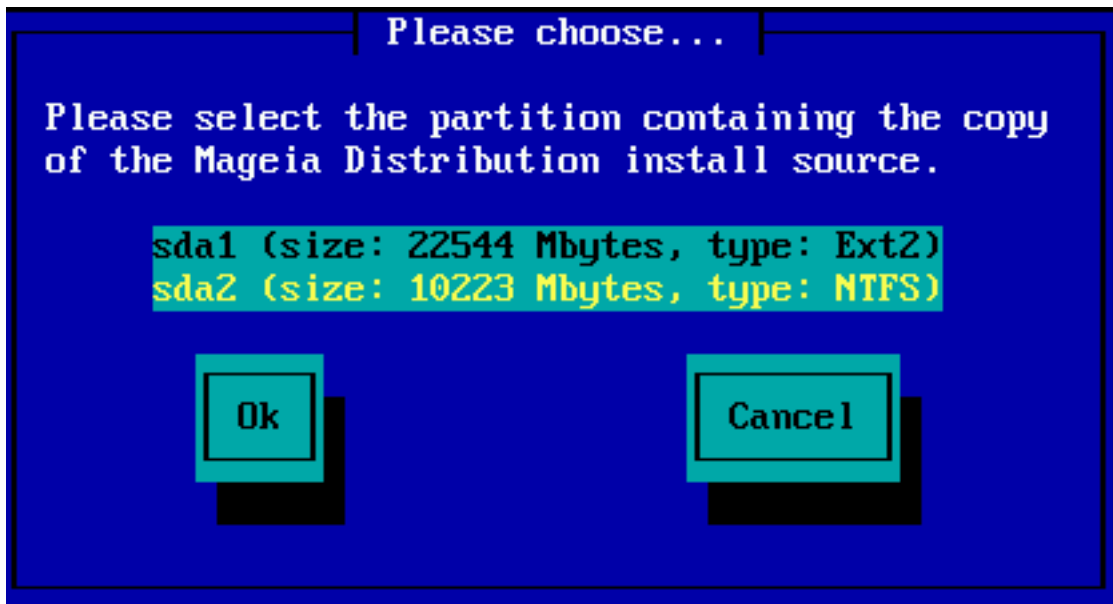 Please choose...
Please select the partition containing the copy
of the Mageia Distribution install source.
sda1 (size: 22544 Mbytes, type: Ext2)
sda2 (size: 10223 Mbytes, type: NTFS)
Ok
Cancel